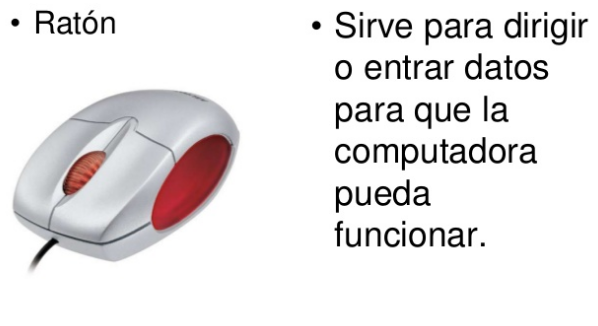 • Ratón
• Sirve para dirigir
o entrar datos
para que la
computadora
pueda
funcionar.